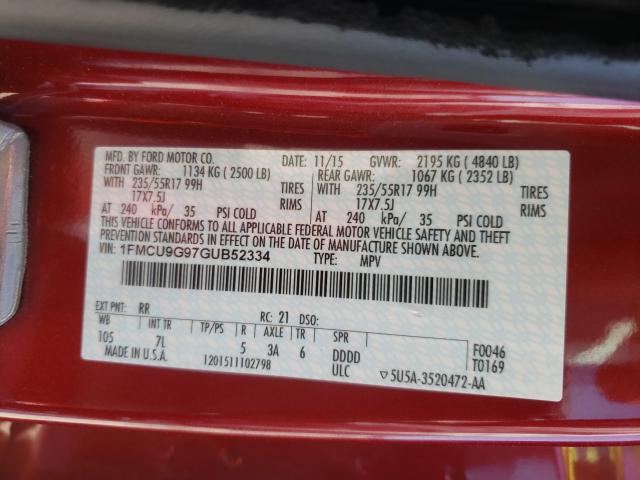 MFD. BY FORD MOTOR CO. DATE: 11/15 GVWR: 2195 KG ( 4840 LB)
FRONT GAWR: 1134 KG ( 2500 LB) REAR GAWR: 1067 KG ( 2352 LB)
WITH 235/55R17 99H TIRES WITH 235/55R17 99H TIRES
17X7.5J RIMS 17X7.5J RIMS
AT 240 kPa/ 35 PSI COLD AT 240 kPa/ 35 PSI COLD
THIS VEHICLE CONFORMS TO ALL APPLICABLE FEDERAL MOTOR VEHICLE SAFETY AND THEFT
PREVENTION STANDARDS IN EFFECT ON THE DATE OF MANUFACTURE SHOWN ABOVE.
VIN: 1FMCU9G97GUB52334 TYPE: MPV
EXT PNT: RR RC: 21 DSO:
WB INT TR TP/PS R AXLE TR SPR
105 7L 5 3A 6 DDDD F0046
ULC T0169
MADE IN U.S.A. 1201511102798 ▽5U5A-3520472-AA